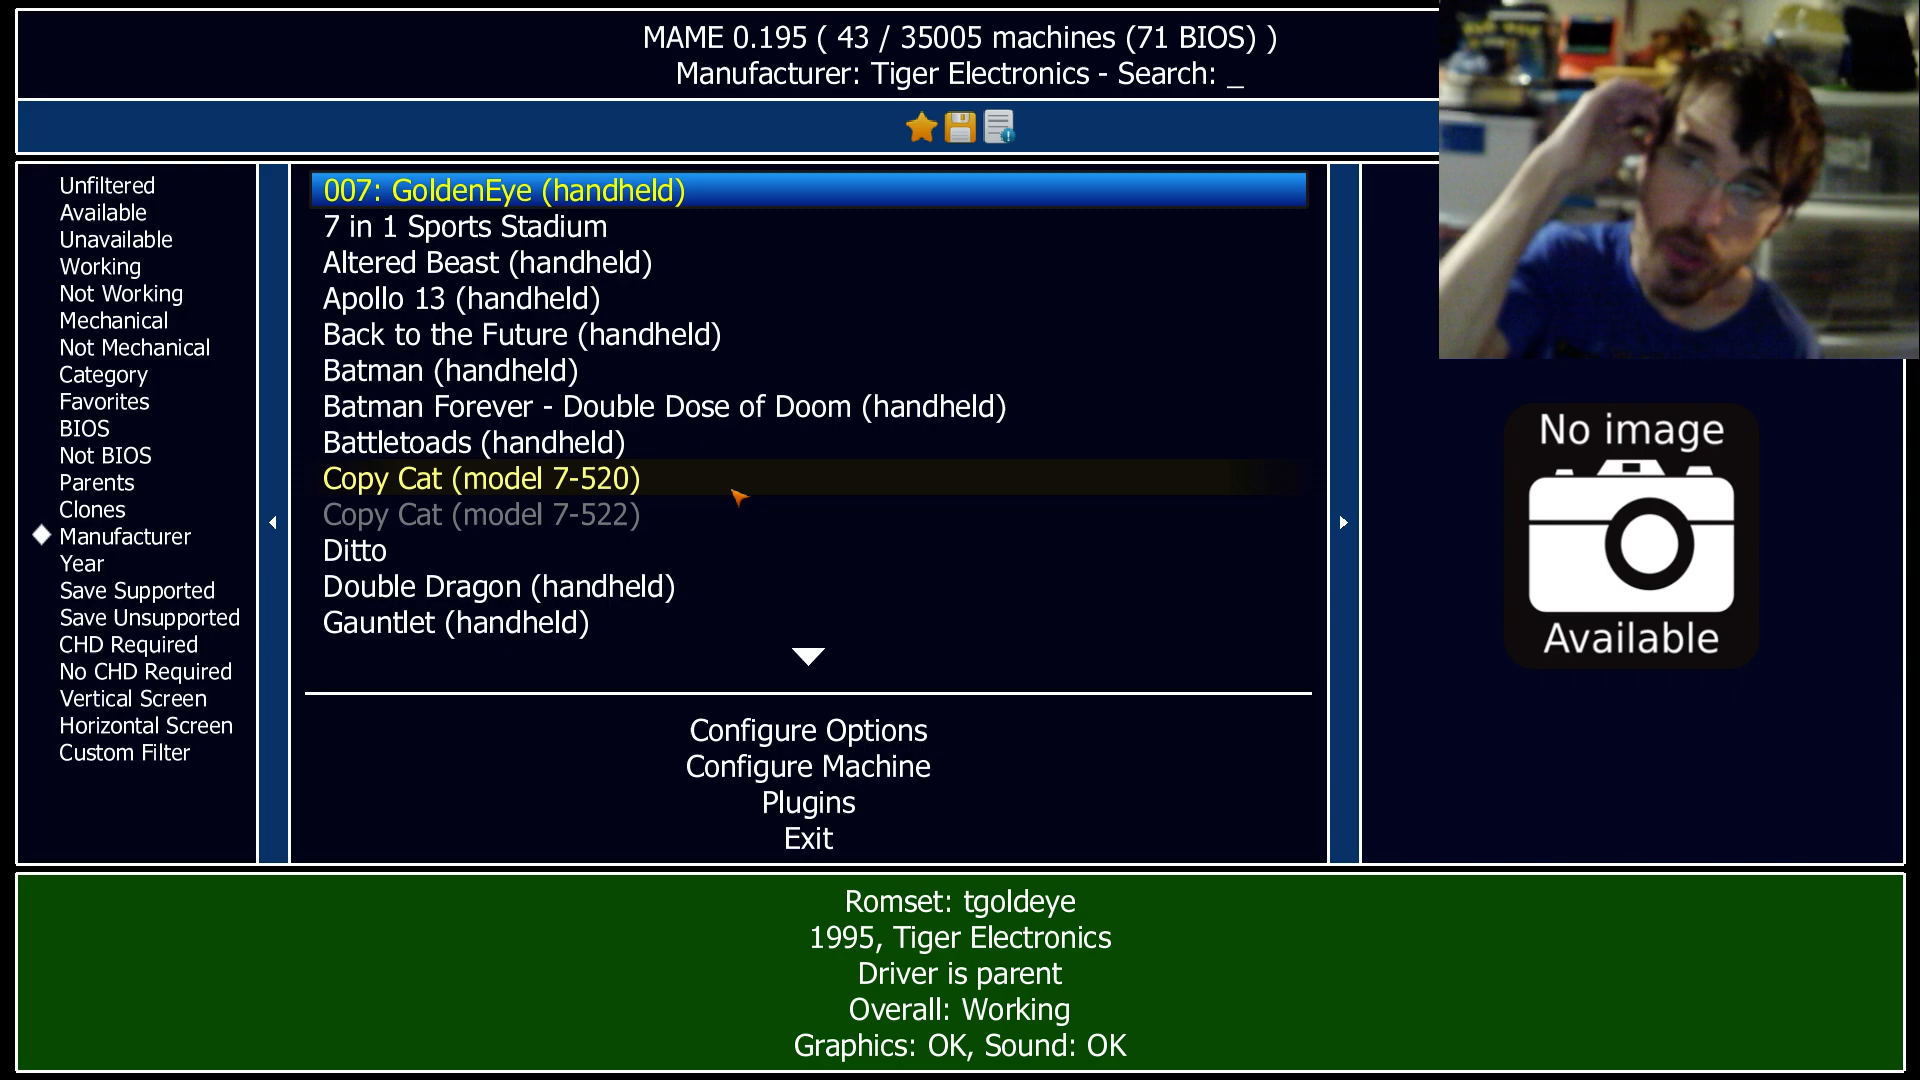 MAME 0.195 ( 43 / 35005 machines (71 BIOS) )
Manufacturer: Tiger Electronics - Search: _
Unfiltered
Available
Unavailable
Working
Not Working
Mechanical
Not Mechanical
Category
Favorites
BIOS
Not BIOS
Parents
Clones
Manufacturer
Year
Save Supported
Save Unsupported
CHD Required
No CHD Required
Vertical Screen
Horizontal Screen
Custom Filter
007: GoldenEye (handheld)
7 in 1 Sports Stadium
Altered Beast (handheld)
Apollo 13 (handheld)
Back to the Future (handheld)
Batman (handheld)
Batman Forever - Double Dose of Doom (handheld)
Battletoads (handheld)
Copy Cat (model 7-520)
Copy Cat (model 7-522)
Ditto
Double Dragon (handheld)
Gauntlet (handheld)
Configure Options
Configure Machine
Plugins
Exit
No image
Available
Romset: tgoldeye
1995, Tiger Electronics
Driver is parent
Overall: Working
Graphics: OK, Sound: OK